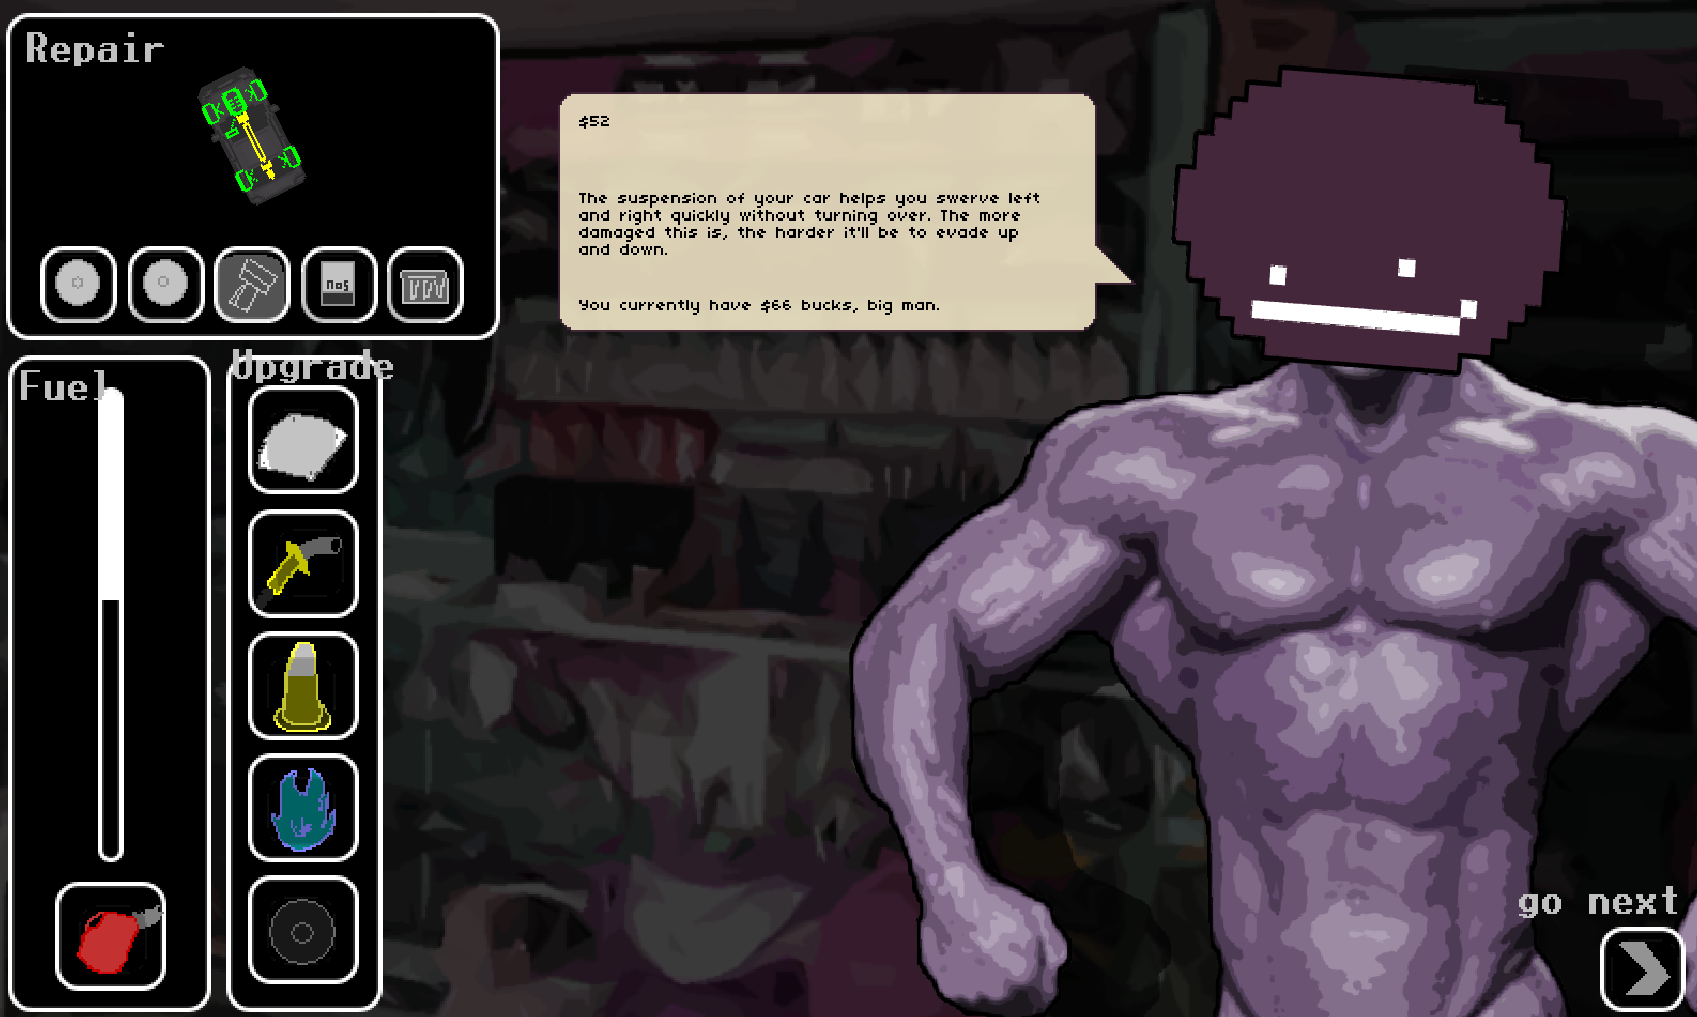 Repair
$52
The suspension of your car helps you swerve left
and right quickly without turning over. The more
damaged this is, the harder it'll be to evade up
and down.
You currently have $66 bucks, big man.
nos
Upgrade
Fuel
go next